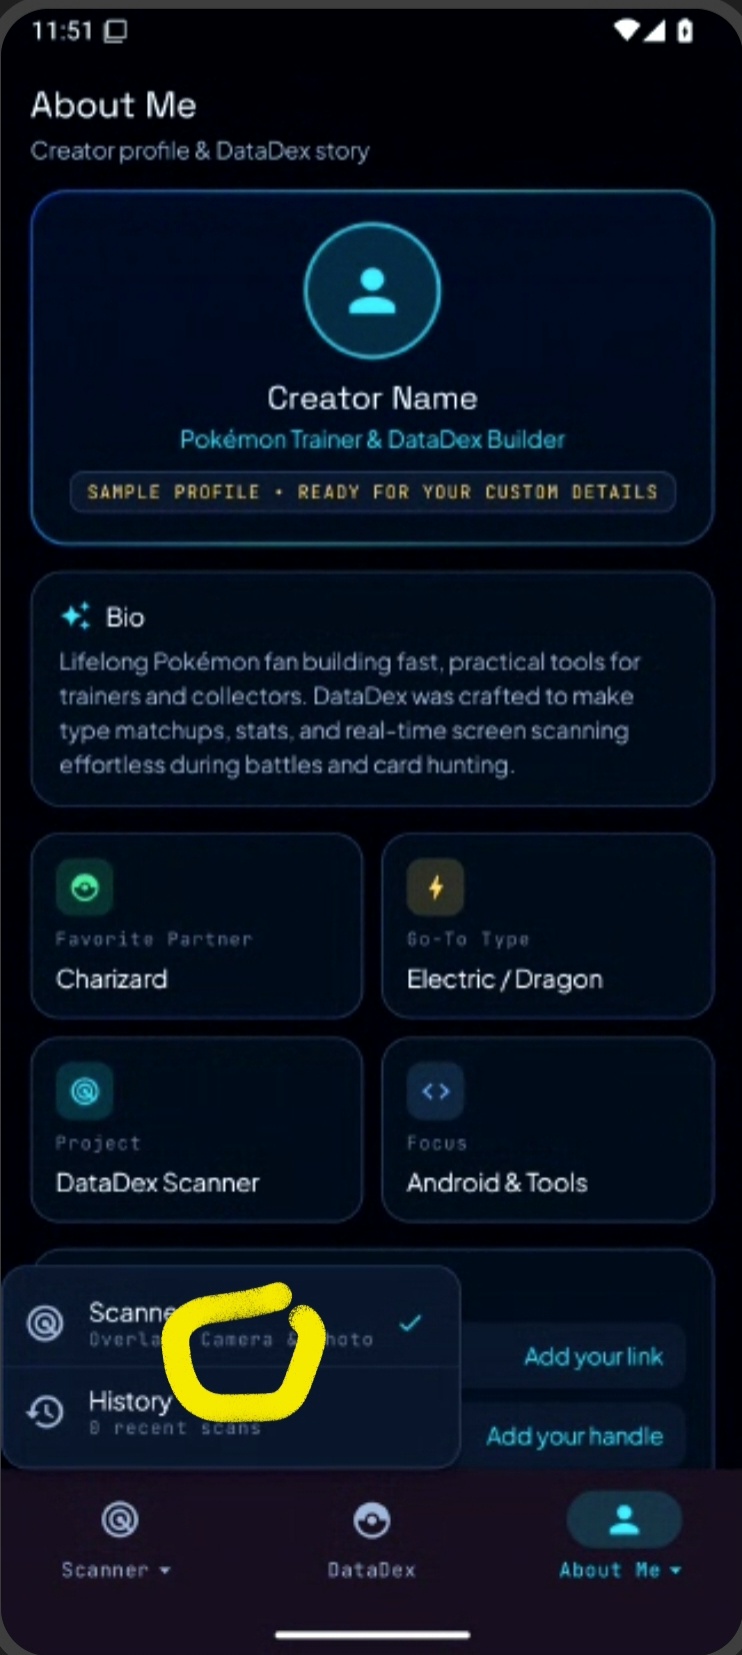 11:51
About Me
Creator profile & DataDex story
Creator Name
Pokémon Trainer & DataDex Builder
SAMPLE PROFILE • READY FOR YOUR CUSTOM DETAILS
Bio
Lifelong Pokémon fan building fast, practical tools for
trainers and collectors. DataDex was crafted to make
type matchups, stats, and real-time screen scanning
effortless during battles and card hunting.
Favorite Partner
Charizard
Go-To Type
Electric / Dragon
Project
DataDex Scanner
Focus
Android & Tools
Camera &
Add your link
History
0 recent scans
Add your handle
Scanner
DataDex
About Me